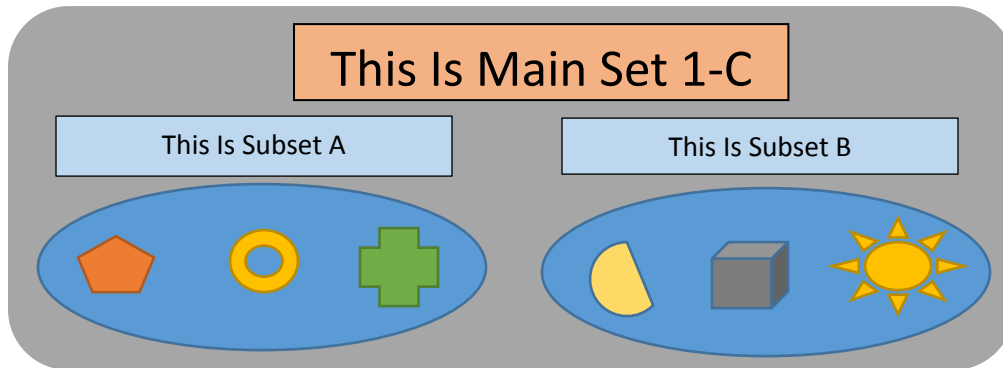 This Is Main Set 1-C
This Is Subset A
This Is Subset B